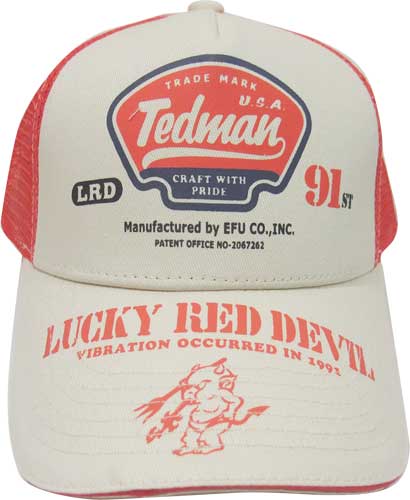 TRADE MARK
U.S.A.
Tedman
CRAFT WITH
PRIDE
LRD
91ST
Manufactured by EFU CO.,INC.
PATENT OFFICE NO-2067262
LUCKY RED DEVIL
VIBRATION OCCURRED IN 1991